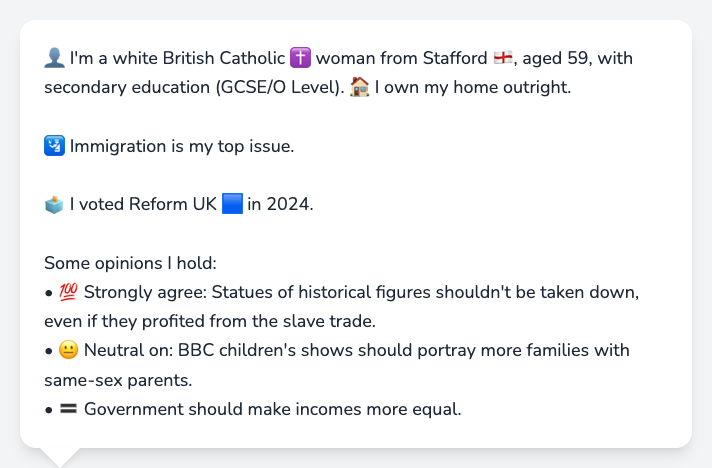 👤 I'm a white British Catholic ✝️ woman from Stafford 🏴󠁧󠁢󠁥󠁮󠁧󠁿, aged 59, with
secondary education (GCSE/O Level). 🏠 I own my home outright.
🛂 Immigration is my top issue.
🗳️ I voted Reform UK 🟦 in 2024.
Some opinions I hold:
• 💯 Strongly agree: Statues of historical figures shouldn't be taken down,
even if they profited from the slave trade.
• 😐 Neutral on: BBC children's shows should portray more families with
same-sex parents.
• 🟰 Government should make incomes more equal.